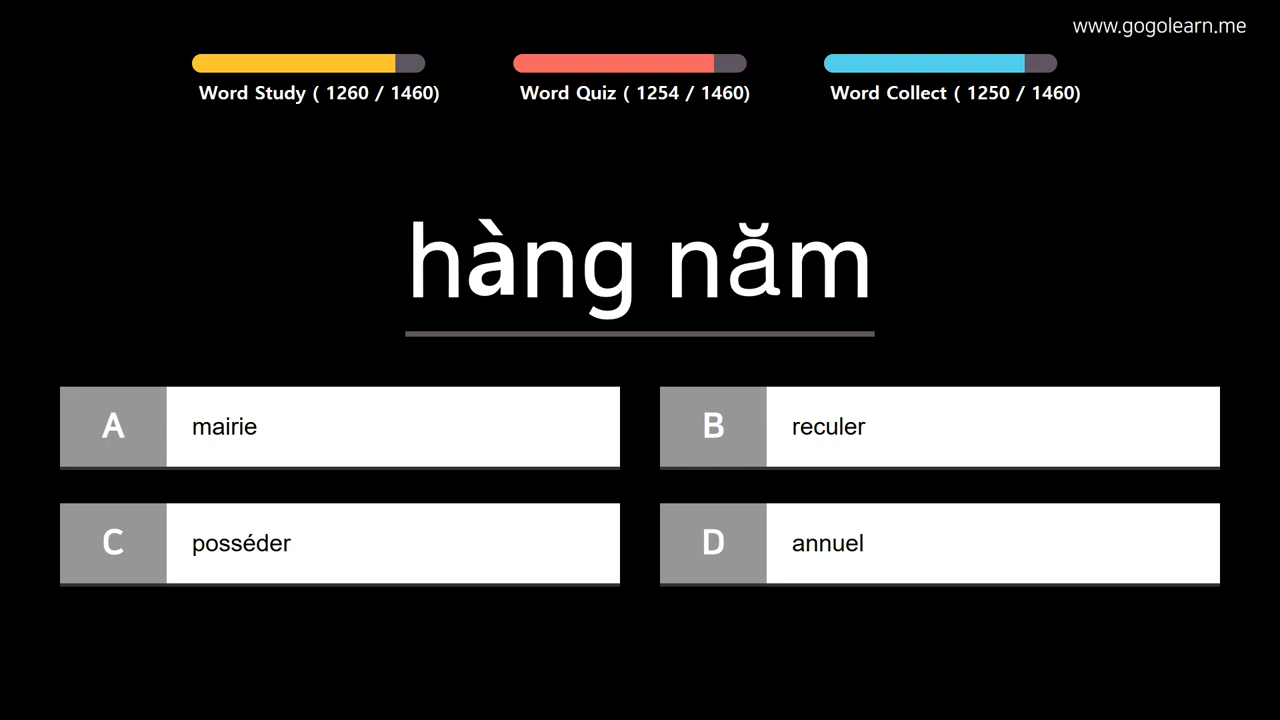 www.gogolearn.me
Word Study ( 1260 / 1460)
Word Quiz ( 1254 / 1460)
Word Collect ( 1250 / 1460)
hàng năm
A mairie
B reculer
C posséder
D annuel